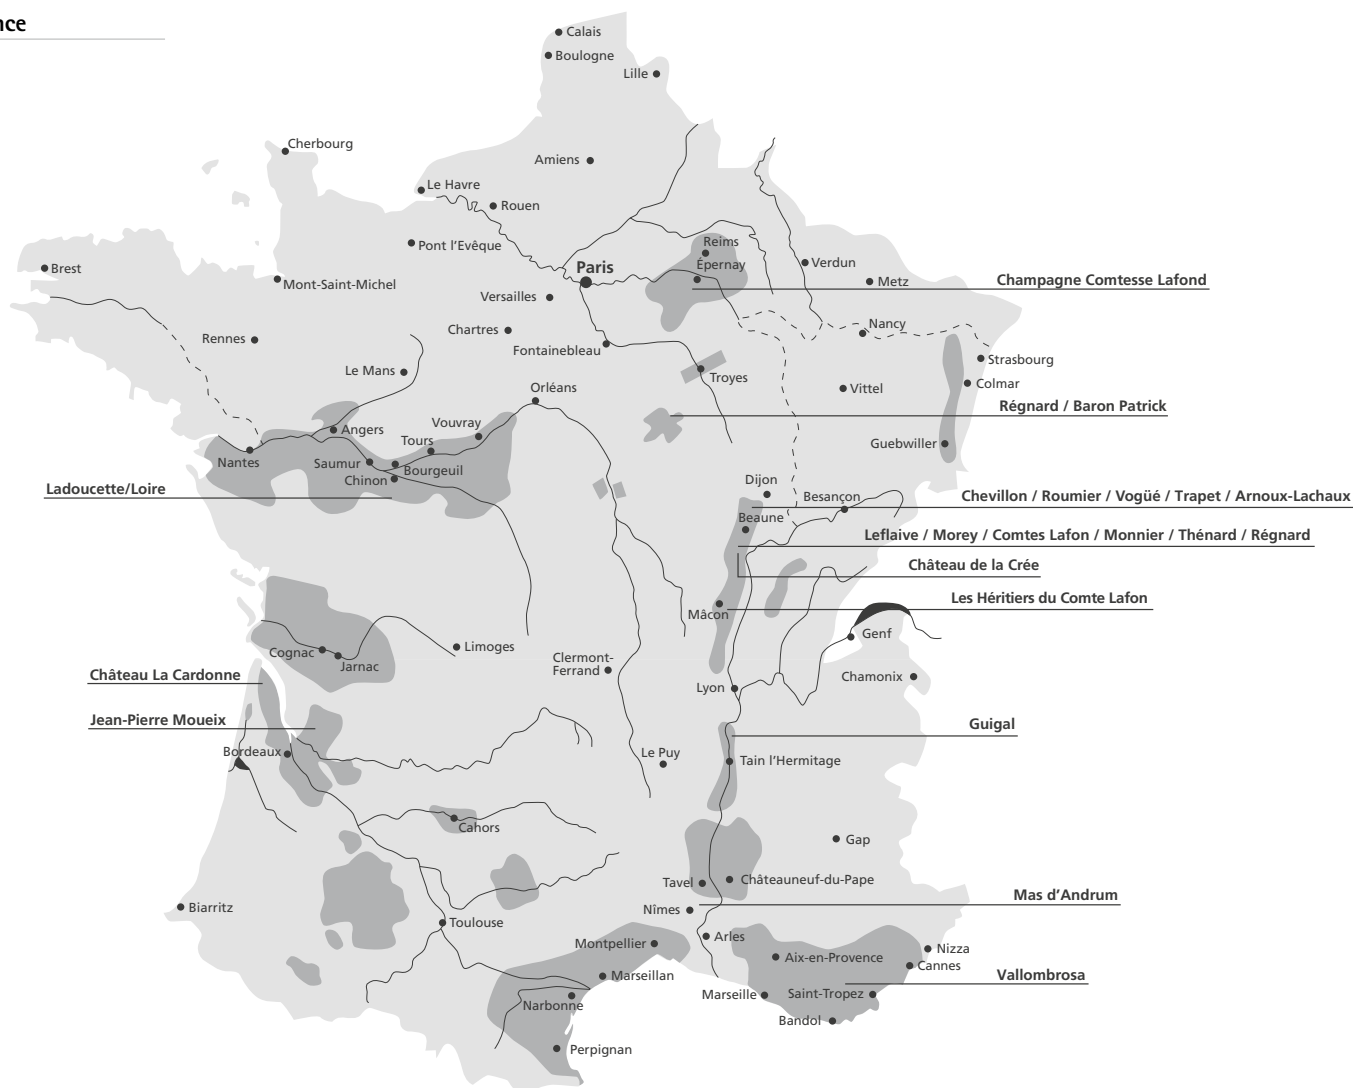 nce
Calais
Boulogne
Lille
Cherbourg
Amiens
Le Havre
Rouen
Pont l'Evêque
Reims
Épernay
Verdun
Metz
Champagne Comtesse Lafond
Brest
Mont-Saint-Michel
Paris
Versailles
Rennes
Chartres
Fontainebleau
Nancy
Strasbourg
Le Mans
Troyes
Vittel
Colmar
Orléans
Régnard / Baron Patrick
Angers
Vouvray
Tours
Guebwiller
Nantes
Saumur
Bourgeuil
Chinon
Ladoucette/Loire
Dijon
Besançon
Chevillon / Roumier / Vogüé / Trapet / Arnoux-Lachaux
Beaune
Leflaive / Morey / Comtes Lafon / Monnier / Thénard / Régnard
Château de la Crée
Les Héritiers du Comte Lafon
Mâcon
Genf
Cognac
Jarnac
Limoges
Clermont-
Ferrand
Château La Cardonne
Lyon
Chamonix
Jean-Pierre Moueix
Guigal
Bordeaux
Le Puy
Tain l'Hermitage
Cahors
Gap
Tavel
Châteauneuf-du-Pape
Mas d'Andrum
Biarritz
Nîmes
Toulouse
Arles
Montpellier
Nizza
Aix-en-Provence
Cannes
Marseillan
Vallombrosa
Marseille
Saint-Tropez
Narbonne
Bandol
Perpignan